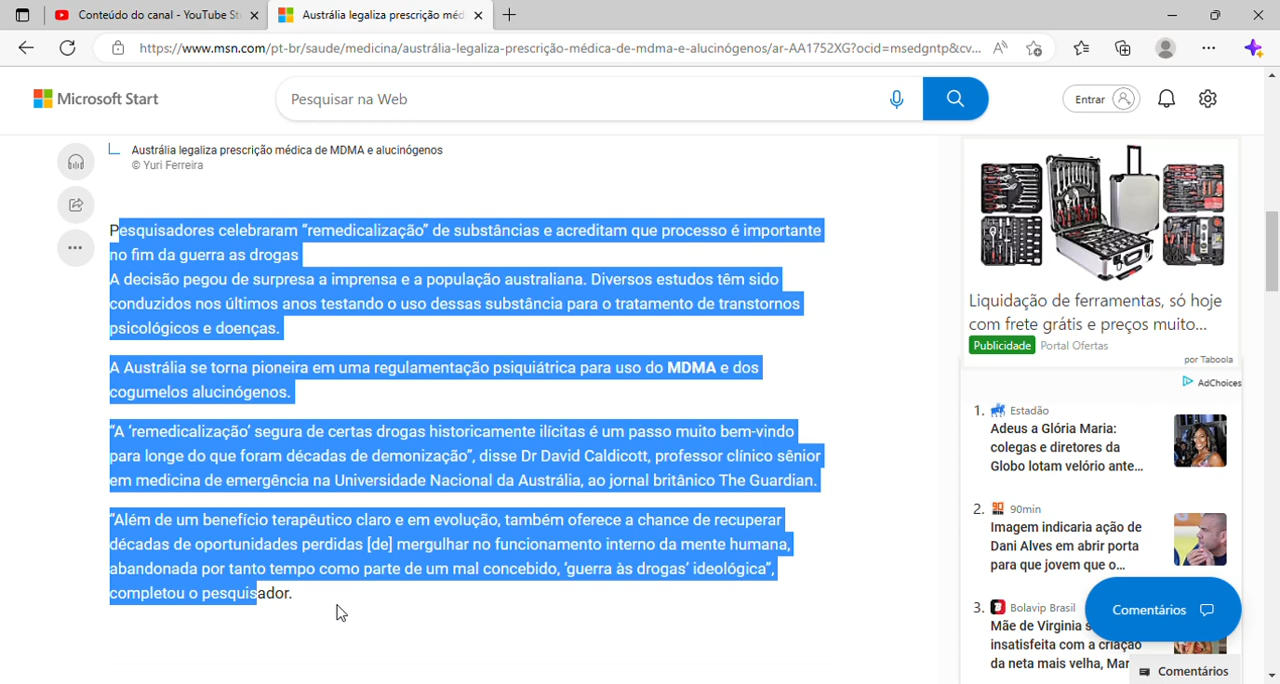 Conteúdo do canal - YouTube St
Austrália legaliza prescrição méd
https://www.msn.com/pt-br/saude/medicina/austrália-legaliza-prescrição-médica-de-mdma-e-alucinógenos/ar-AA1752XG?ocid=msedgntp&cv...
Microsoft Start
Pesquisar na Web
Entrar
Austrália legaliza prescrição médica de MDMA e alucinógenos
© Yuri Ferreira
Pesquisadores celebraram “remedicalização” de substâncias e acreditam que processo é importante
no fim da guerra as drogas
A decisão pegou de surpresa a imprensa e a população australiana. Diversos estudos têm sido
conduzidos nos últimos anos testando o uso dessas substância para o tratamento de transtornos
psicológicos e doenças.
A Austrália se torna pioneira em uma regulamentação psiquiátrica para uso do MDMA e dos
cogumelos alucinógenos.
“A ‘remedicalização’ segura de certas drogas historicamente ilícitas é um passo muito bem-vindo
para longe do que foram décadas de demonização”, disse Dr David Caldicott, professor clínico sênior
em medicina de emergência na Universidade Nacional da Austrália, ao jornal britânico The Guardian.
“Além de um benefício terapêutico claro e em evolução, também oferece a chance de recuperar
décadas de oportunidades perdidas [de] mergulhar no funcionamento interno da mente humana,
abandonada por tanto tempo como parte de um mal concebido, ‘guerra às drogas’ ideológica”,
completou o pesquisador.
Liquidação de ferramentas, só hoje
com frete grátis e preços muito...
Publicidade Portal Ofertas
por Taboola
AdChoices
1. Estadão
Adeus a Glória Maria:
colegas e diretores da
Globo lotam velório ante...
2. 90min
Imagem indicaria ação de
Dani Alves em abrir porta
para que jovem que o...
3. Bolavip Brasil
Mãe de Virginia s
insatisfeita com a criação
da neta mais velha, Mar
Comentários
Comentários